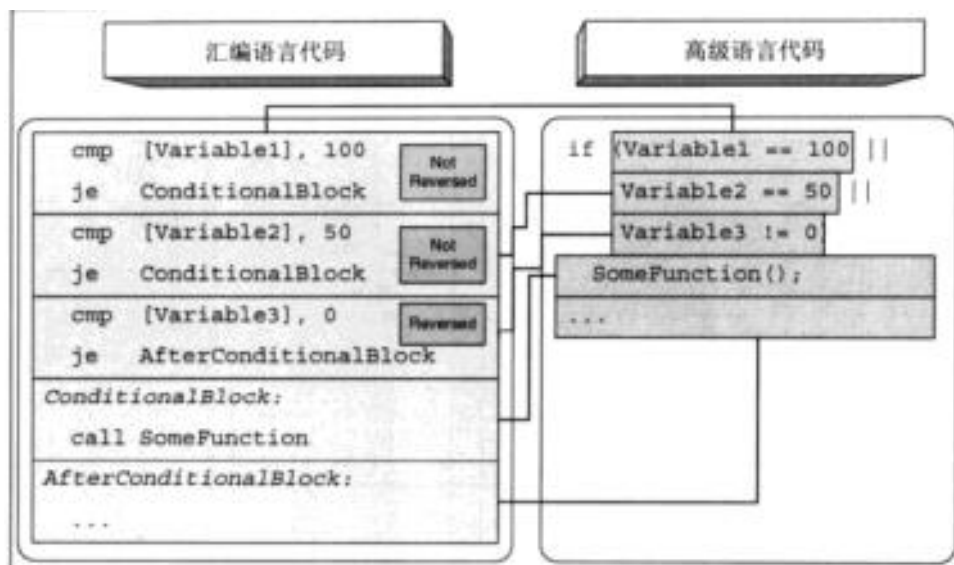 汇编语言代码
高级语言代码
cmp [Variable1], 100
je ConditionalBlock
Not
Reversed
cmp [Variable2], 50
je ConditionalBlock
Not
Reversed
cmp [Variable3], 0
je AfterConditionalBlock
Reversed
ConditionalBlock:
call SomeFunction
AfterConditionalBlock:
...
if (Variable1 == 100 ||
Variable2 == 50 ||
Variable3 != 0)
SomeFunction();
...